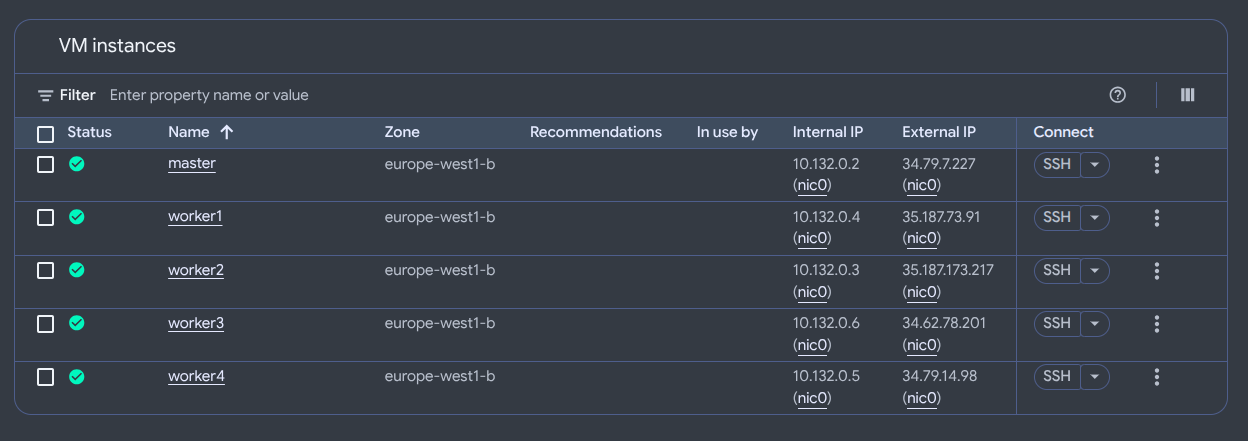 VM instances
Filter Enter property name or value
Status Name Zone Recommendations In use by Internal IP External IP Connect
master europe-west1-b 10.132.0.2 34.79.7.227 SSH
(nic0) (nic0)
worker1 europe-west1-b 10.132.0.4 35.187.73.91 SSH
(nic0) (nic0)
worker2 europe-west1-b 10.132.0.3 35.187.173.217 SSH
(nic0) (nic0)
worker3 europe-west1-b 10.132.0.6 34.62.78.201 SSH
(nic0) (nic0)
worker4 europe-west1-b 10.132.0.5 34.79.14.98 SSH
(nic0) (nic0)